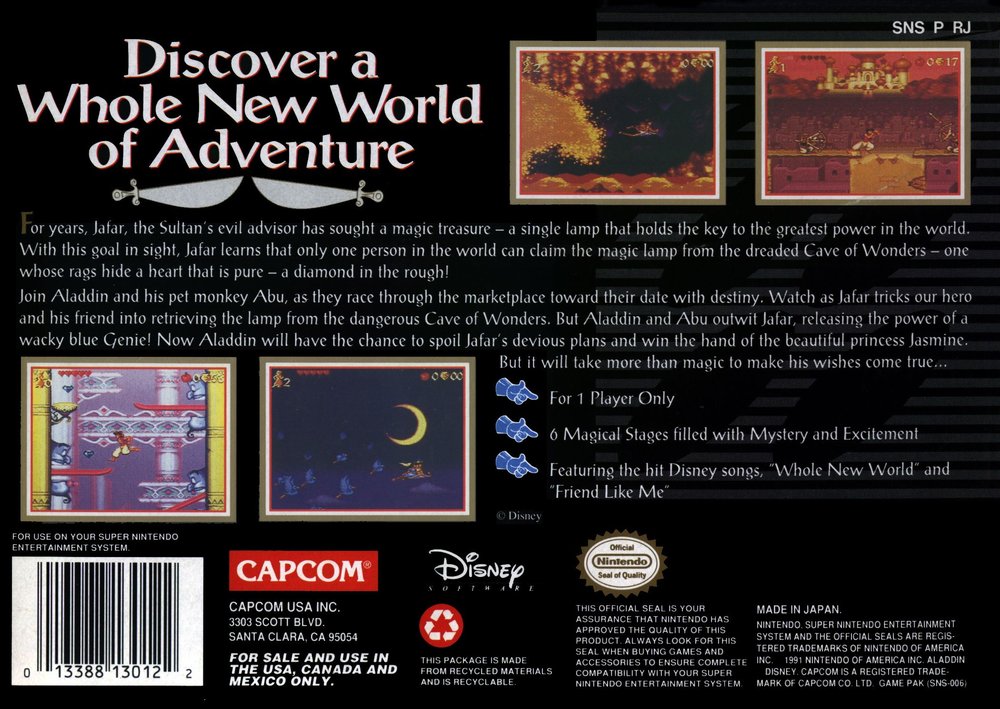 SNS P RJ
Discover a
Whole New World
of Adventure
2 0 00
1 0 17
For years, Jafar, the Sultan's evil advisor has sought a magic treasure – a single lamp that holds the key to the greatest power in the world.
With this goal in sight, Jafar learns that only one person in the world can claim the magic lamp from the dreaded Cave of Wonders – one
whose rags hide a heart that is pure – a diamond in the rough!
Join Aladdin and his pet monkey Abu, as they race through the marketplace toward their date with destiny. Watch as Jafar tricks our hero
and his friend into retrieving the lamp from the dangerous Cave of Wonders. But Aladdin and Abu outwit Jafar, releasing the power of a
wacky blue Genie! Now Aladdin will have the chance to spoil Jafar's devious plans and win the hand of the beautiful princess Jasmine.
But it will take more than magic to make his wishes come true...
2 0 00
For 1 Player Only
6 Magical Stages filled with Mystery and Excitement
Featuring the hit Disney songs, "Whole New World" and
"Friend Like Me"
© Disney
FOR USE ON YOUR SUPER NINTENDO
ENTERTAINMENT SYSTEM.
0 13388 13012 2
CAPCOM®
CAPCOM USA INC.
3303 SCOTT BLVD.
SANTA CLARA, CA 95054
FOR SALE AND USE IN
THE USA, CANADA AND
MEXICO ONLY.
DISNEY
SOFTWARE
THIS PACKAGE IS MADE
FROM RECYCLED MATERIALS
AND IS RECYCLABLE.
Official
Nintendo
Seal of Quality
THIS OFFICIAL SEAL IS YOUR
ASSURANCE THAT NINTENDO HAS
APPROVED THE QUALITY OF THIS
PRODUCT. ALWAYS LOOK FOR THIS
SEAL WHEN BUYING GAMES AND
ACCESSORIES TO ENSURE COMPLETE
COMPATIBILITY WITH YOUR SUPER
NINTENDO ENTERTAINMENT SYSTEM.
MADE IN JAPAN.
NINTENDO, SUPER NINTENDO ENTERTAINMENT
SYSTEM AND THE OFFICIAL SEALS ARE REGIS-
TERED TRADEMARKS OF NINTENDO OF AMERICA
INC. 1991 NINTENDO OF AMERICA INC. ALADDIN
DISNEY. CAPCOM IS A REGISTERED TRADE-
MARK OF CAPCOM CO. LTD. GAME PAK (SNS-006)